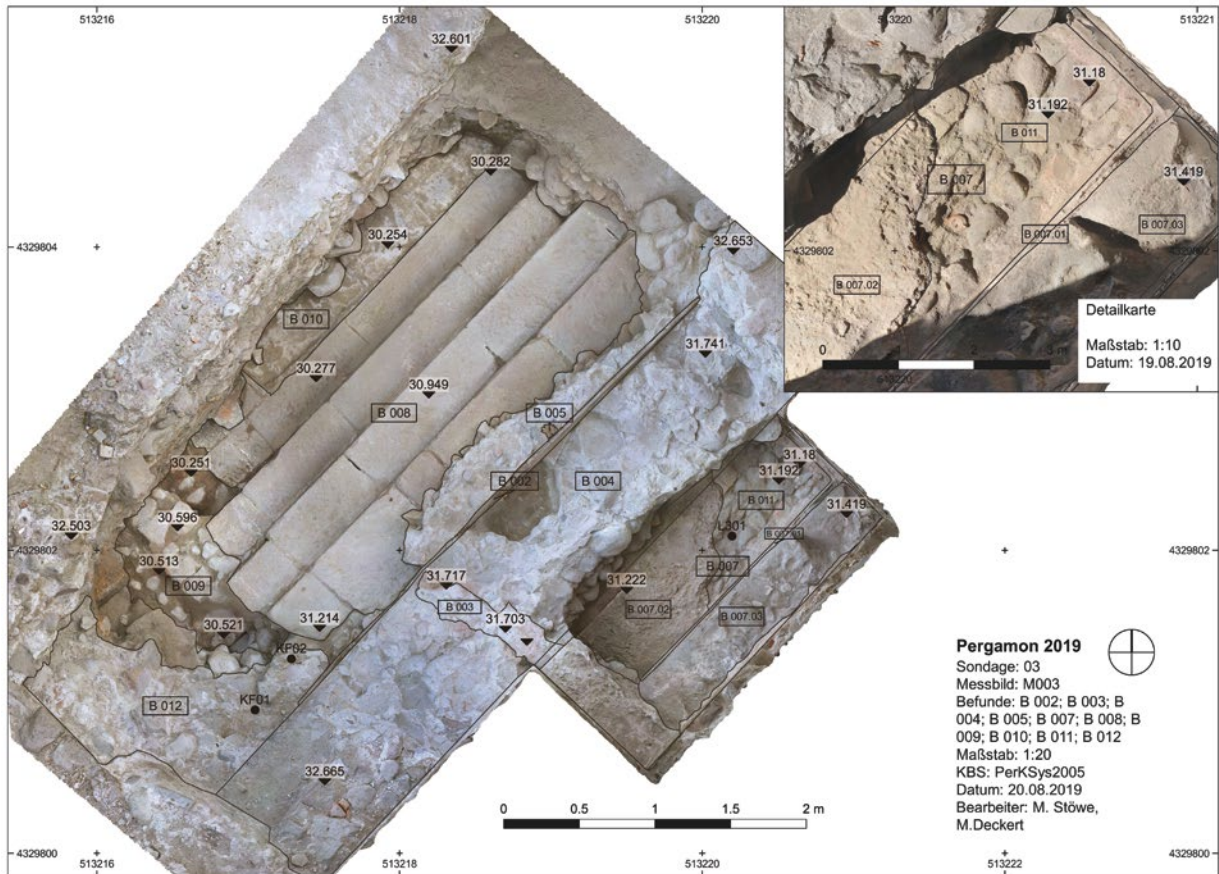 513216
513218
513220
513220
513221
32.601
31.18
31.192
B 011
30.282
31.419
B 007
30.254
4329804
32.653
B 007.03
B 007.01
4329802
4329802
B 007.02
Detailkarte
B 010
Maßstab: 1:10
Datum: 19.08.2019
31.741
0
2
3 m
513220
30.277
30.949
B 008
B 005
30.251
31.18
31.192
B 002
B 004
B 011
31.419
32.503
30.596
L301
B 007.01
4329802
4329802
30.513
B 007
B 009
31.717
31.222
B 003
B 007.02
B 007.03
30.521
31.214
31.703
KF02
Pergamon 2019
Sondage: 03
Messbild: M003
Befunde: B 002; B 003; B
004; B 005; B 007; B 008; B
009; B 010; B 011; B 012
Maßstab: 1:20
KBS: PerKSys2005
Datum: 20.08.2019
Bearbeiter: M. Stöwe,
M.Deckert
B 012
KF01
32.665
0 0.5 1 1.5 2 m
4329800
4329800
513216
513218
513220
513222